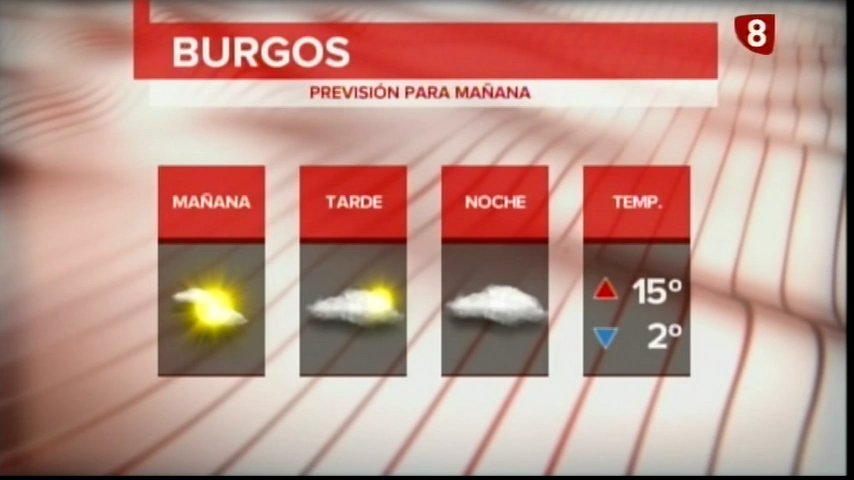 BURGOS
8
PREVISIÓN PARA MAÑANA
MAÑANA
TARDE
NOCHE
TEMP.
15º
2º